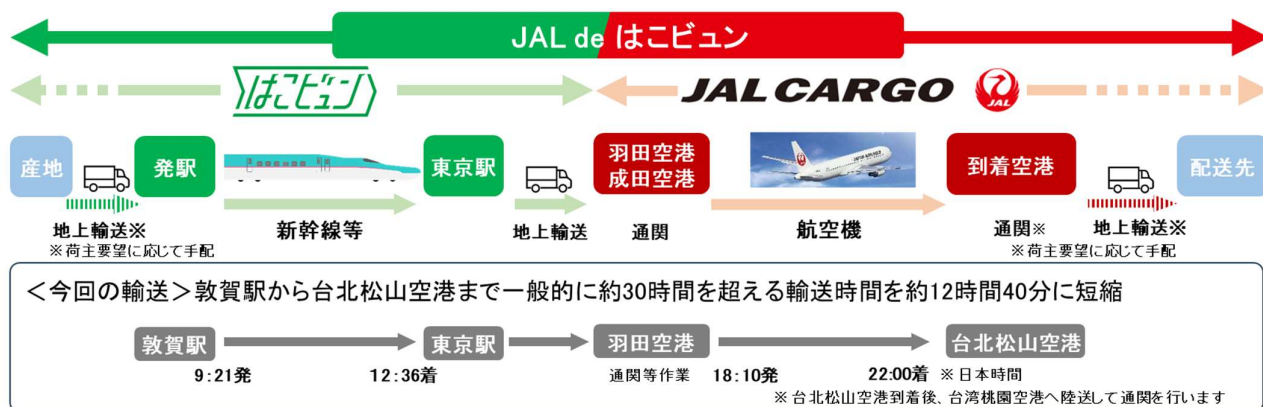 JAL de はこビュン
はこビュン
JAL CARGO
JAL
産地
発駅
東京駅
羽田空港
成田空港
到着空港
配送先
地上輸送※
※荷主要望に応じて手配
新幹線等
地上輸送
通関
航空機
通関※
地上輸送※
※荷主要望に応じて手配
<今回の輸送>敦賀駅から台北松山空港まで一般的に約30時間を超える輸送時間を約12時間40分に短縮
敦賀駅
東京駅
羽田空港
台北松山空港
9:21発
12:36着
通関等作業
18:10発
22:00着
※日本時間
※台北松山空港到着後、台湾桃園空港へ陸送して通関を行います